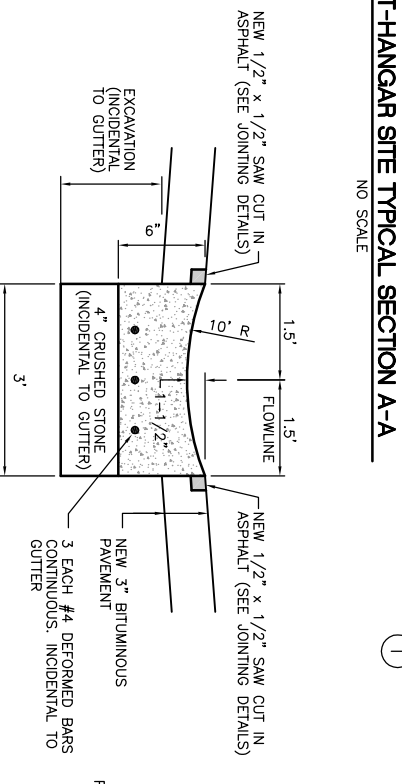 T-HANGAR SITE TYPICAL SECTION A-A
NO SCALE
1
NEW 1/2" x 1/2" SAW CUT IN
ASPHALT (SEE JOINTING
DETAILS)
NEW 1/2" x 1/2" SAW CUT IN
ASPHALT (SEE JOINTING
DETAILS)
1.5'
1.5'
FLOWLINE
10' R
6"
1-1/2"
EXCAVATION
(INCIDENTAL
TO GUTTER)
4" CRUSHED STONE
(INCIDENTAL TO GUTTER)
3'
NEW 3" BITUMINOUS
PAVEMENT
3 EACH #4 DEFORMED BARS
CONTINUOUS. INCIDENTAL TO
GUTTER